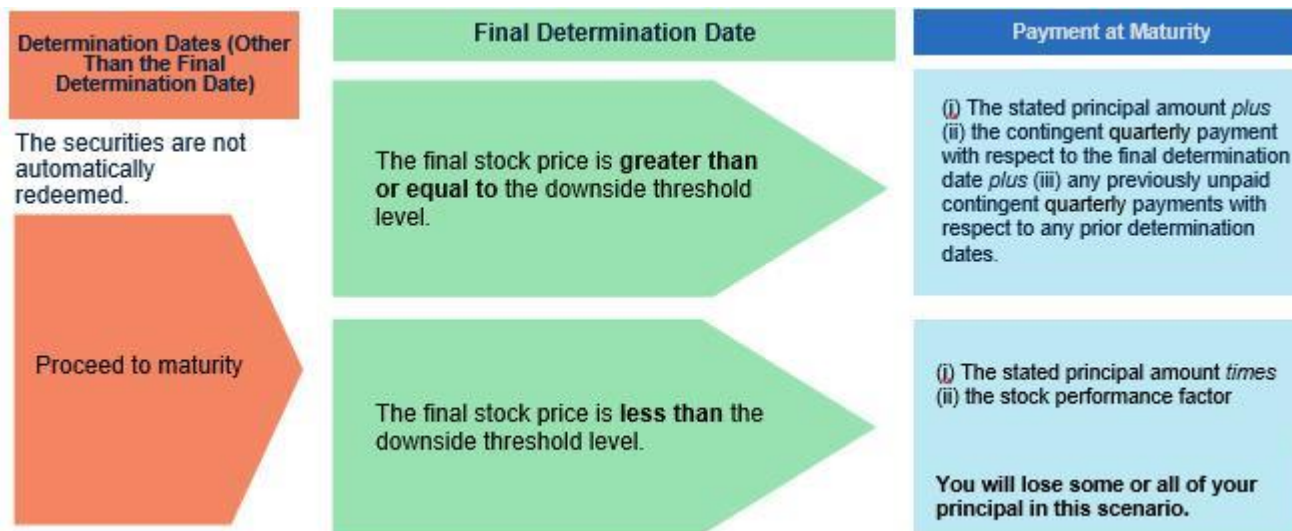 Determination Dates (Other
Than the Final
Determination Date)
The securities are not
automatically
redeemed.
Proceed to maturity
Final Determination Date
The final stock price is greater than
or equal to the downside threshold
level.
The final stock price is less than the
downside threshold level.
Payment at Maturity
(i) The stated principal amount plus
(ii) the contingent quarterly payment
with respect to the final determination
date plus (iii) any previously unpaid
contingent quarterly payments with
respect to any prior determination
dates.
(i) The stated principal amount times
(ii) the stock performance factor
You will lose some or all of your
principal in this scenario.